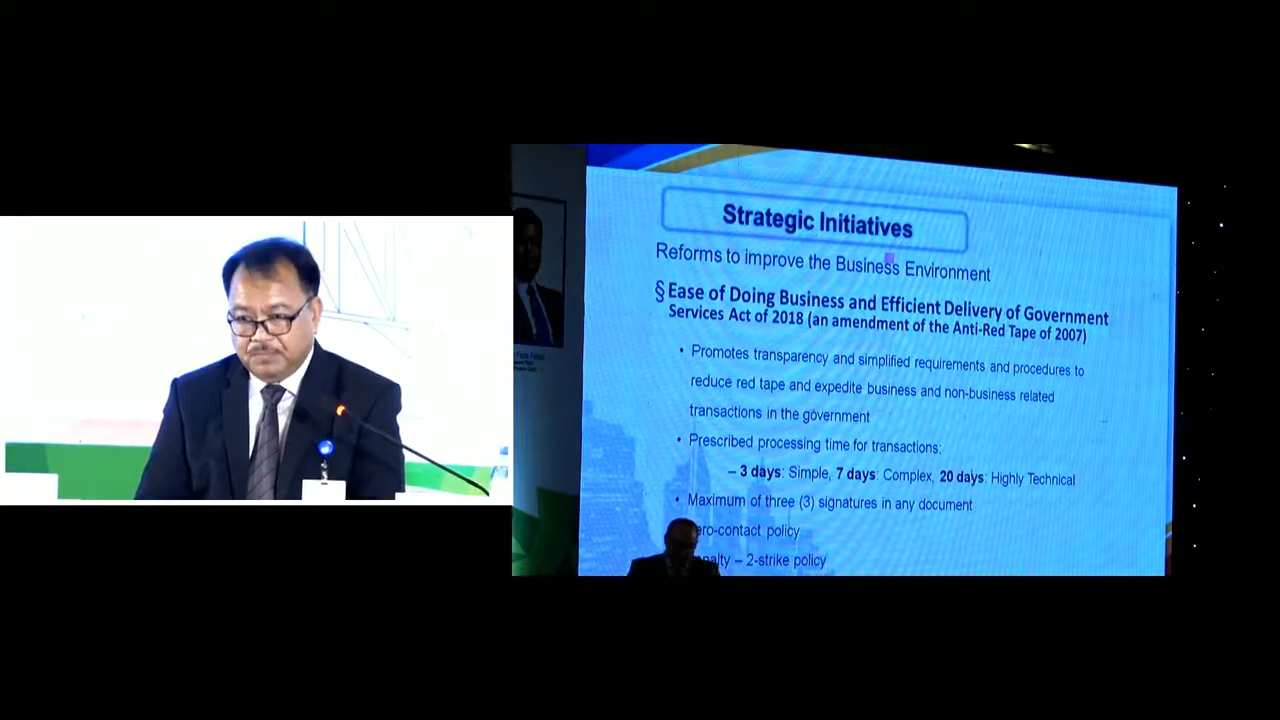 Strategic Initiatives
Reforms to improve the Business Environment
§ Ease of Doing Business and Efficient Delivery of Government
Services Act of 2018 (an amendment of the Anti-Red Tape of 2007)
• Promotes transparency and simplified requirements and procedures to
reduce red tape and expedite business and non-business related
transactions in the government
• Prescribed processing time for transactions:
– 3 days: Simple, 7 days: Complex, 20 days: Highly Technical
• Maximum of three (3) signatures in any document
ero-contact policy
nalty – 2-strike policy